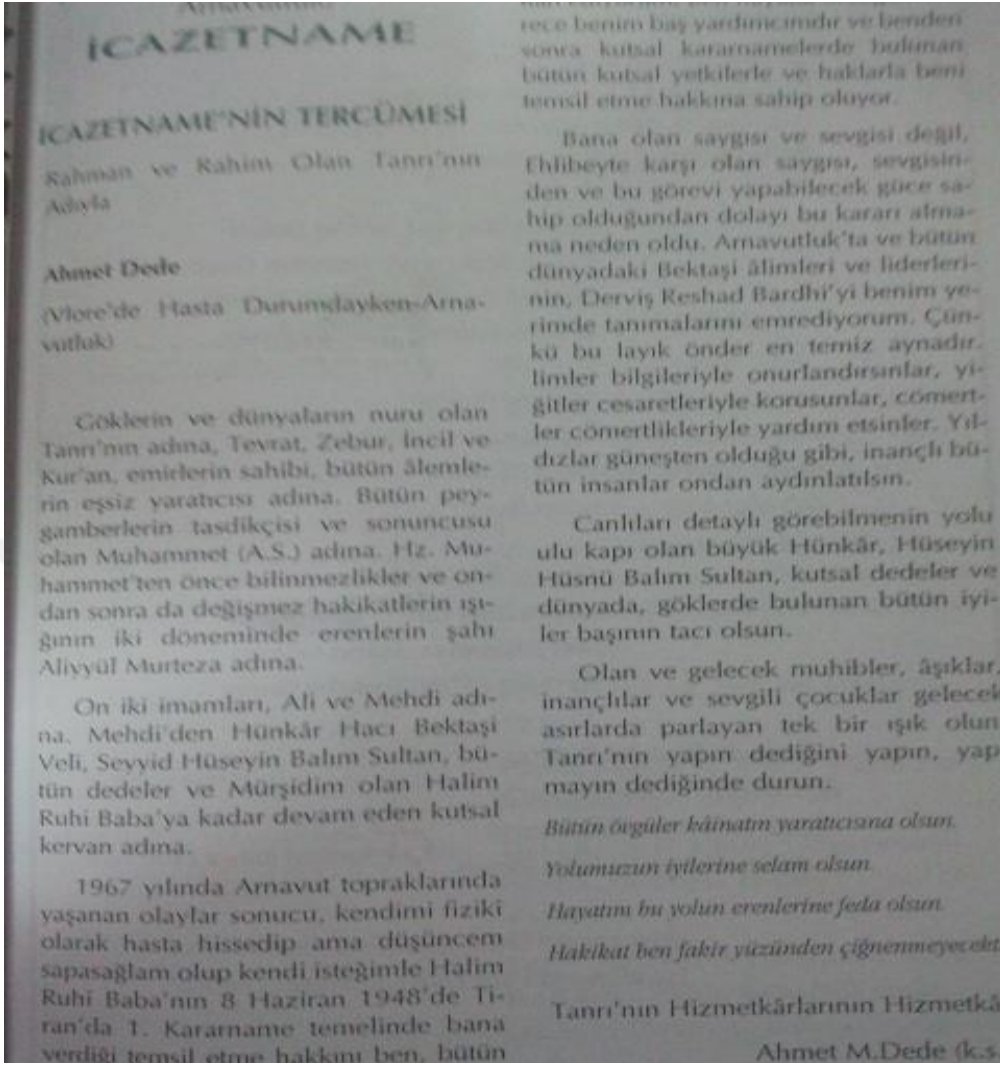 İCAZETNAME
İCAZETNAME'NİN TERCÜMESİ
Rahman ve Rahim Olan Tanrı'nın
Adıyla
Ahmet Dede
(Vlore'de Hasta Durumdayken-Arna-
vutluk)
Göklerin ve dünyaların nuru olan
Tanrı'nın adına, Tevrat, Zebur, İncil ve
Kur'an, emirlerin sahibi, bütün âlemle-
rin eşsiz yaratıcısı adına. Bütün pey-
gamberlerin tasdikçisi ve sonuncusu
olan Muhammet (A.S.) adına. Hz. Mu-
hammet'ten önce bilinmezlikler ve on-
dan sonra da değişmez hakikatlerin ışı-
ğının iki döneminde erenlerin şahı
Aliyyül Murteza adına.
On iki imamları, Ali ve Mehdi adı-
na. Mehdi'den Hünkâr Hacı Bektaşi
Veli, Seyyid Hüseyin Balım Sultan, bü-
tün dedeler ve Mürşidim olan Halim
Ruhi Baba'ya kadar devam eden kutsal
kervan adına.
1967 yılında Arnavut topraklarında
yaşanan olaylar sonucu, kendimi fiziki
olarak hasta hissedip ama düşüncem
sapasağlam olup kendi isteğimle Halim
Ruhi Baba'nın 8 Haziran 1948'de Ti-
ran'da 1. Kararname temelinde bana
verdiği temsil etme hakkını ben, bütün
rece benim baş yardımcımdır ve benden
sonra kutsal kararnamelerde bulunan
bütün kutsal yetkilerle ve haklarla beni
temsil etme hakkına sahip oluyor.
Bana olan saygısı ve sevgisi değil,
Ehlibeyte karşı olan saygısı, sevgisin-
den ve bu görevi yapabilecek güce sa-
hip olduğundan dolayı bu kararı alma-
ma neden oldu. Arnavutluk'ta ve bütün
dünyadaki Bektaşi âlimleri ve liderleri-
nin, Derviş Reshad Bardhi'yi benim ye-
rimde tanımalarını emrediyorum. Çün-
kü bu layık önder en temiz aynadır.
limler bilgileriyle onurlandırsınlar, yi-
ğitler cesaretleriyle korusunlar, cömert-
ler cömertlikleriyle yardım etsinler. Yıl-
dızlar güneşten olduğu gibi, inançlı bü-
tün insanlar ondan aydınlatılsın.
Canlıları detaylı görebilmenin yolu
ulu kapı olan büyük Hünkâr, Hüseyin
Hüsnü Balım Sultan, kutsal dedeler ve
dünyada, göklerde bulunan bütün iyi-
ler başının tacı olsun.
Olan ve gelecek muhibler, âşıklar,
inançlılar ve sevgili çocuklar gelecek
asırlarda parlayan tek bir ışık olun
Tanrı'nın yapın dediğini yapın, yap
mayın dediğinde durun.
Bütün övgüler kâinatın yaratıcısına olsun.
Yolumuzun iyilerine selam olsun
Hayatım bu yolun erenlerine feda olsun
Hakikat ben fakir yüzünden çiğnenmeyecekt
Tanrı'nın Hizmetkârlarının Hizmetkâ
Ahmet M.Dede (k.s.